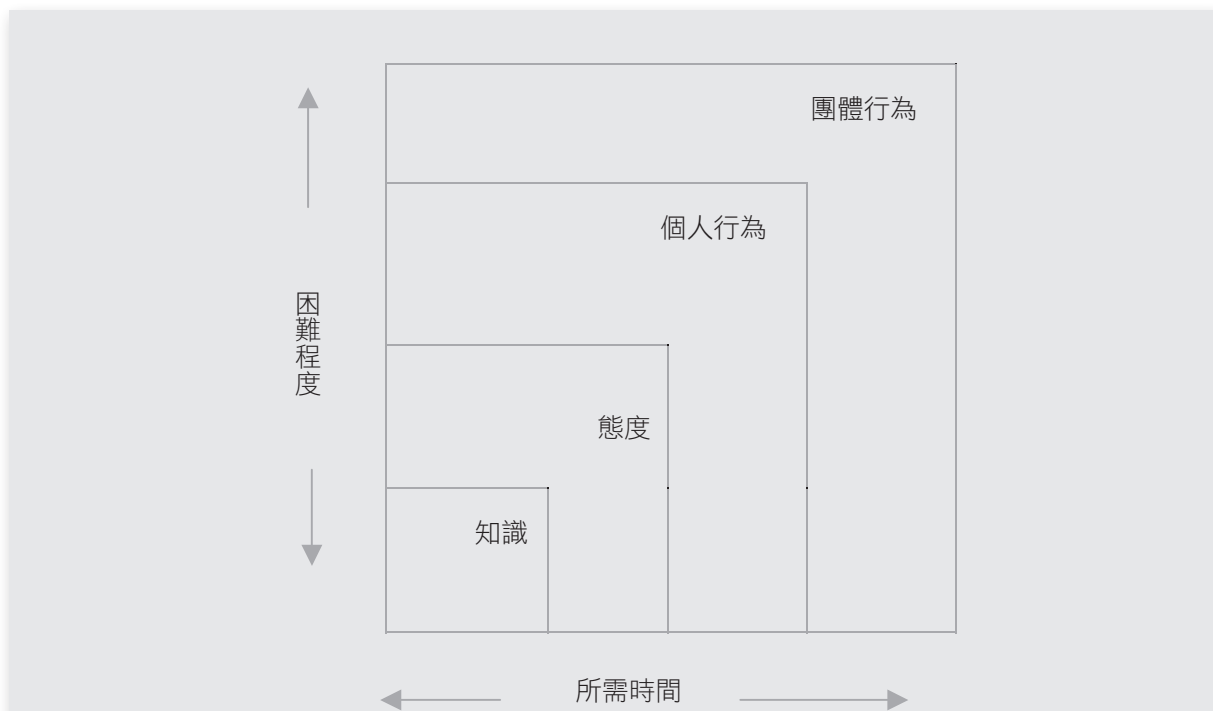 團體行為
個人行為
困難程度
態度
知識
所需時間